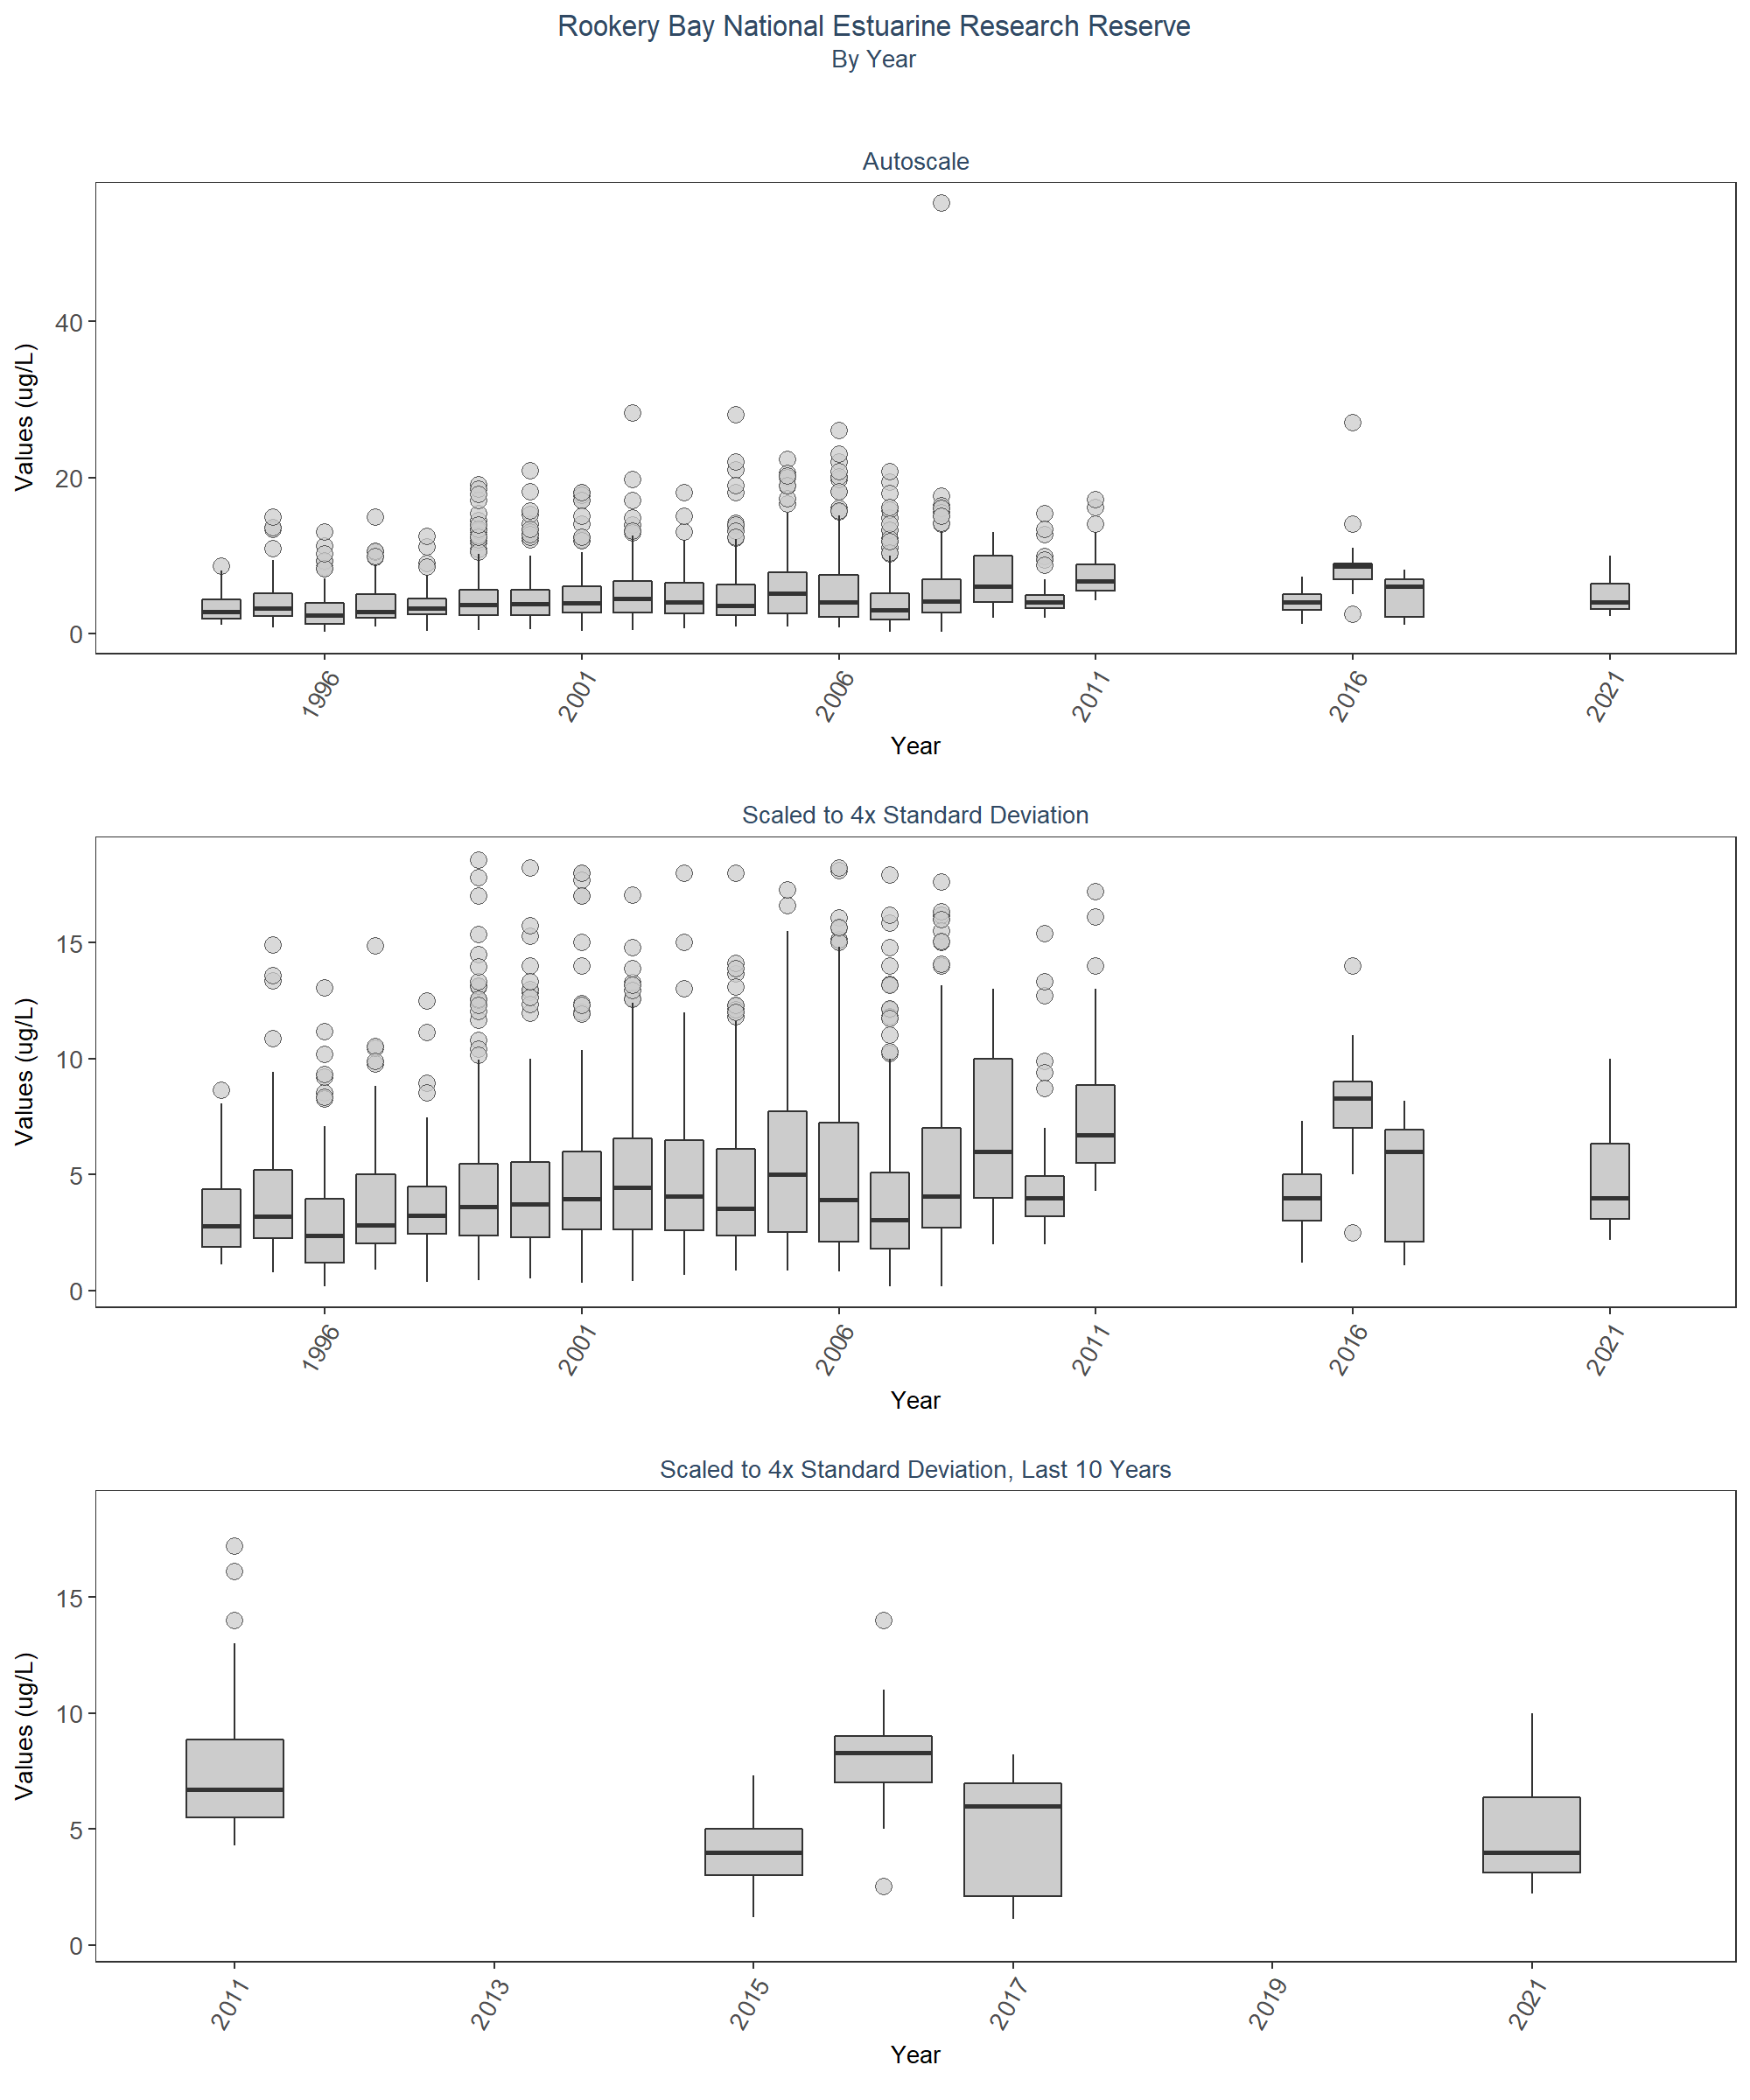 Rookery Bay National Estuarine Research Reserve
By Year
Autoscale
Values (ug/L)
40
20
0
1996 2001 2006 2011 2016 2021
Year
Scaled to 4x Standard Deviation
Values (ug/L)
15
10
5
0
1996 2001 2006 2011 2016 2021
Year
Scaled to 4x Standard Deviation, Last 10 Years
Values (ug/L)
15
10
5
0
2011 2013 2015 2017 2019 2021
Year